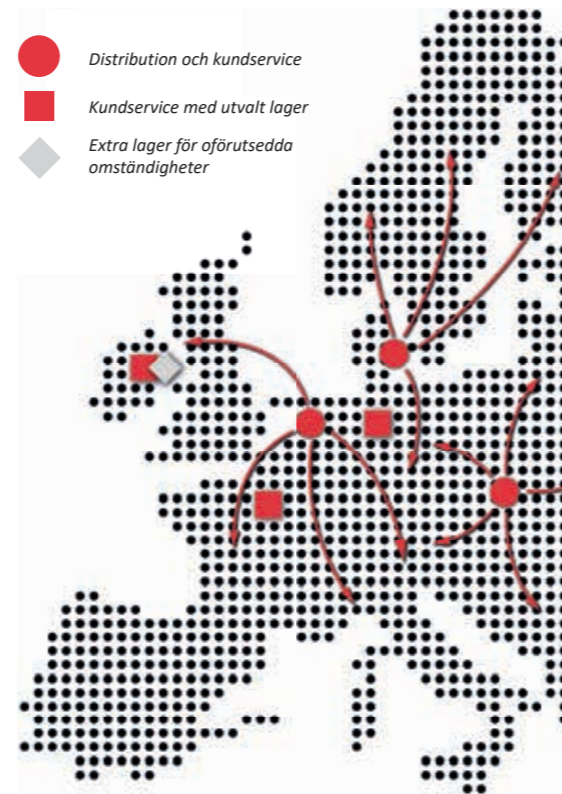 Distribution och kundservice
Kundservice med utvalt lager
Extra lager för oförutsedda
omständigheter